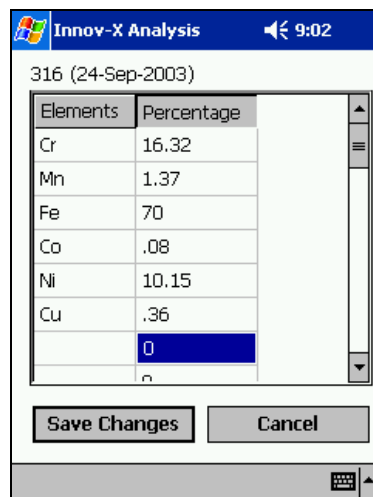 Innov-X Analysis 9:02
316 (24-Sep-2003)
Elements Percentage
Cr 16.32
Mn 1.37
Fe 70
Co .08
Ni 10.15
Cu .36
0
Save Changes Cancel